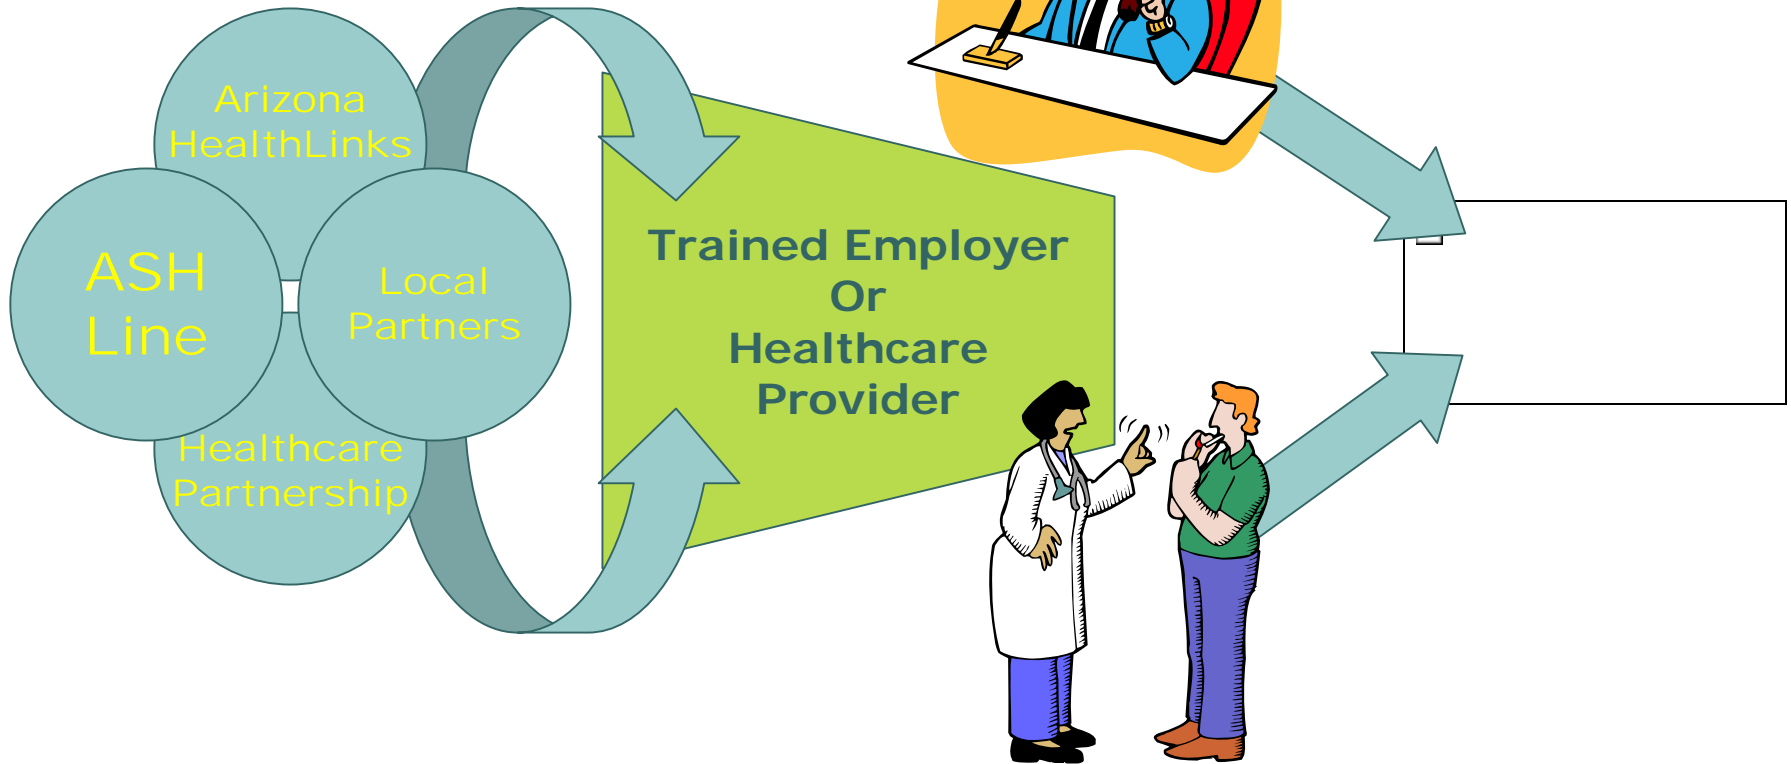 Arizona
HealthLinks
ASH
Line
Local
Partners
Healthcare
Partnership
Trained Employer
Or
Healthcare
Provider